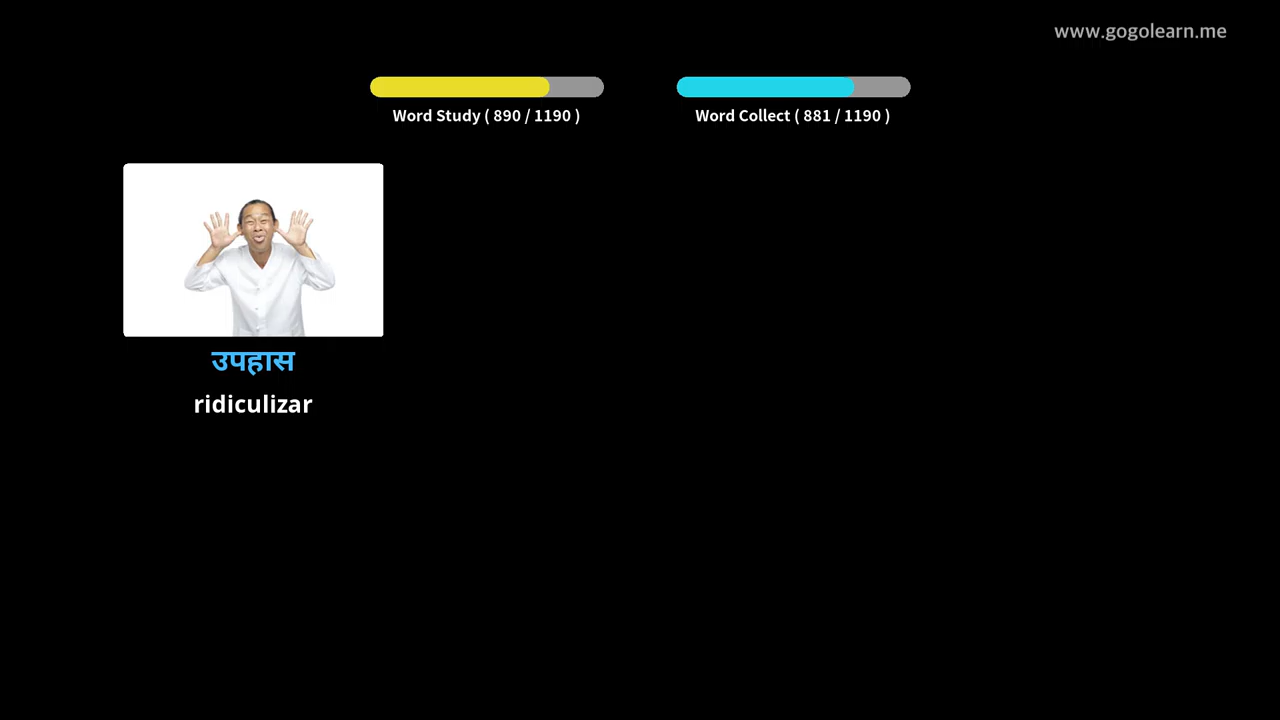 www.gogolearn.me
Word Study ( 890 / 1190 )
Word Collect ( 881 / 1190 )
उपहास
ridiculizar